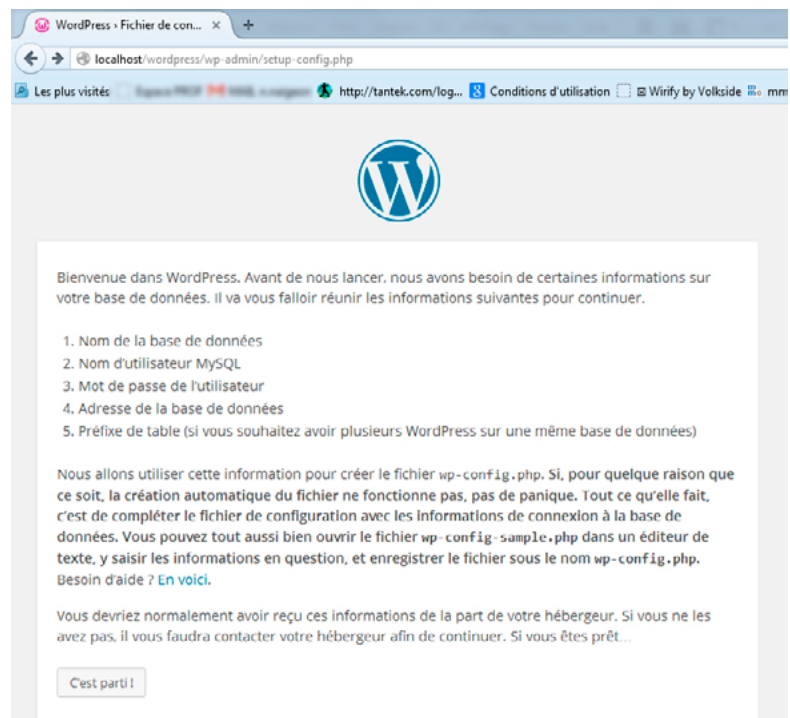 WordPress › Fichier de con... × +
localhost/wordpress/wp-admin/setup-config.php
Les plus visités http://tantek.com/log... 8 Conditions d'utilisation Wirify by Volkside mm
W
Bienvenue dans WordPress. Avant de nous lancer, nous avons besoin de certaines informations sur
votre base de données. Il va vous falloir réunir les informations suivantes pour continuer.
1. Nom de la base de données
2. Nom d'utilisateur MySQL
3. Mot de passe de l'utilisateur
4. Adresse de la base de données
5. Préfixe de table (si vous souhaitez avoir plusieurs WordPress sur une même base de données)
Nous allons utiliser cette information pour créer le fichier wp-config.php. Si, pour quelque raison que
ce soit, la création automatique du fichier ne fonctionne pas, pas de panique. Tout ce qu'elle fait,
c'est de compléter le fichier de configuration avec les informations de connexion à la base de
données. Vous pouvez tout aussi bien ouvrir le fichier wp-config-sample.php dans un éditeur de
texte, y saisir les informations en question, et enregistrer le fichier sous le nom wp-config.php.
Besoin d'aide ? En voici.
Vous devriez normalement avoir reçu ces informations de la part de votre hébergeur. Si vous ne les
avez pas, il vous faudra contacter votre hébergeur afin de continuer. Si vous êtes prêt…
C'est parti !